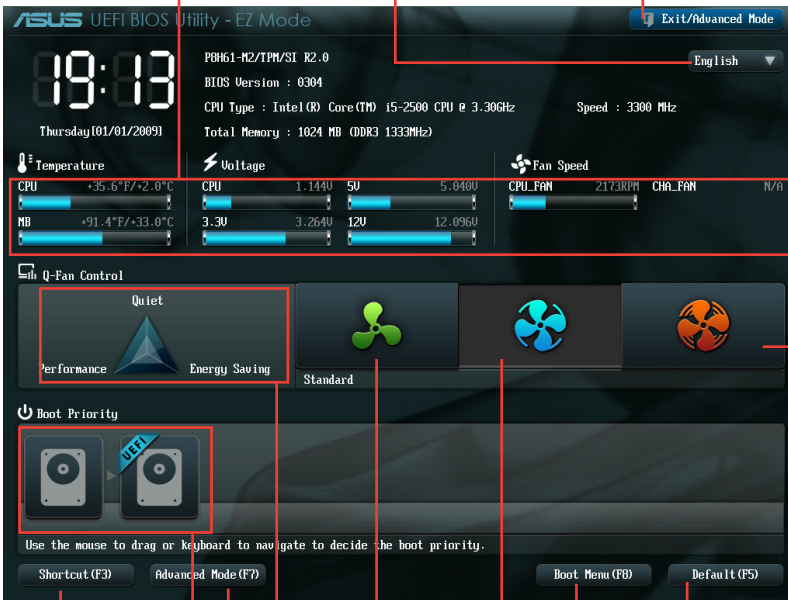 ASUS UEFI BIOS Utility - EZ Mode
Exit/Advanced Mode
19:13
Thursday[01/01/2009]
P8H61-M2/TPM/SI R2.0
English
BIOS Version : 0304
CPU Type : Intel(R) Core(TM) i5-2500 CPU @ 3.30GHz Speed : 3300 MHz
Total Memory : 1024 MB (DDR3 1333MHz)
Temperature
CPU +35.6°F/+2.0°C
MB +91.4°F/+33.0°C
Voltage
CPU 1.144V 5V 5.040V
3.3V 3.264V 12V 12.096V
Fan Speed
CPU_FAN 2173RPM CHA_FAN N/A
Q-Fan Control
Quiet
Performance Energy Saving
Standard
Boot Priority
UEFI
Use the mouse to drag or keyboard to navigate to decide the boot priority.
Shortcut(F3) Advanced Mode(F7) Boot Menu(F8) Default(F5)